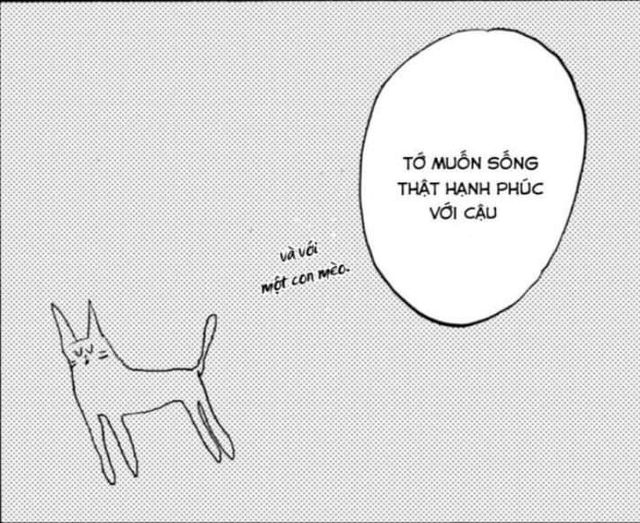 TỚ MUỐN SỐNG
THẬT HẠNH PHÚC
VỚI CẬU
và với
một con mèo.